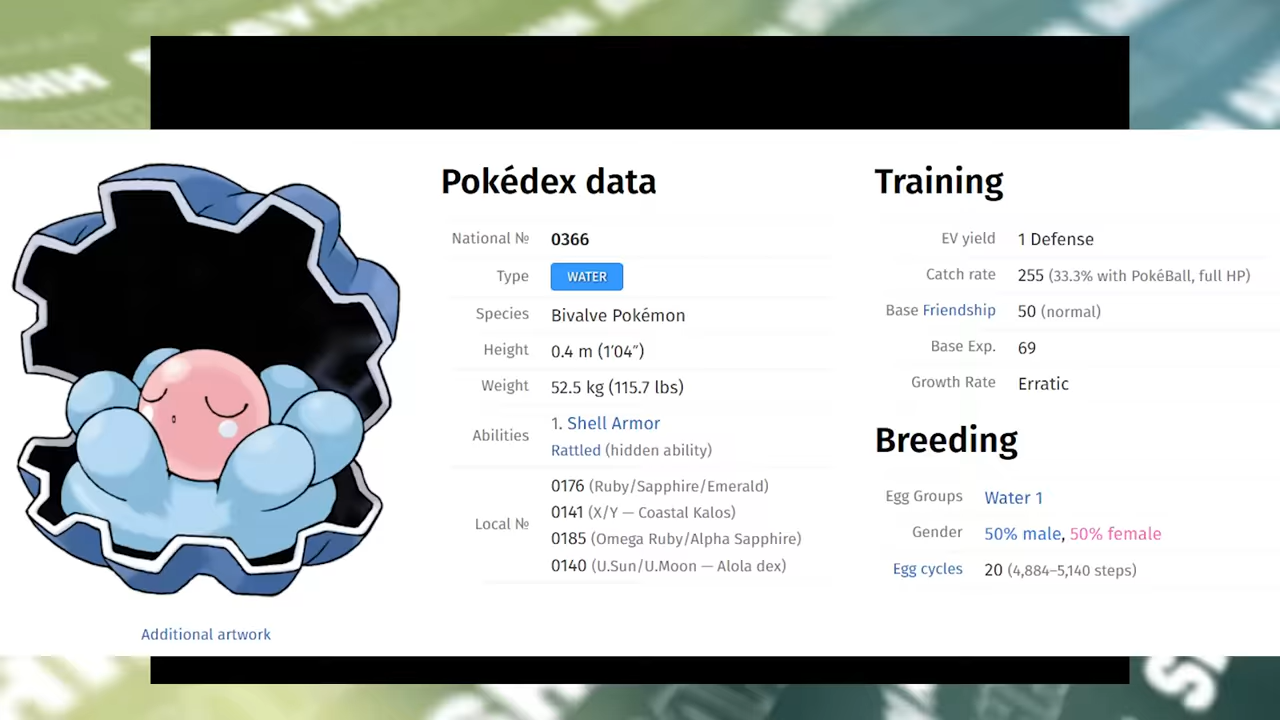 Pokédex data
National № 0366
Type WATER
Species Bivalve Pokémon
Height 0.4 m (1′04″)
Weight 52.5 kg (115.7 lbs)
Abilities 1. Shell Armor
Rattled (hidden ability)
Local № 0176 (Ruby/Sapphire/Emerald)
0141 (X/Y — Coastal Kalos)
0185 (Omega Ruby/Alpha Sapphire)
0140 (U.Sun/U.Moon — Alola dex)
Training
EV yield 1 Defense
Catch rate 255 (33.3% with PokéBall, full HP)
Base Friendship 50 (normal)
Base Exp. 69
Growth Rate Erratic
Breeding
Egg Groups Water 1
Gender 50% male, 50% female
Egg cycles 20 (4,884–5,140 steps)
Additional artwork